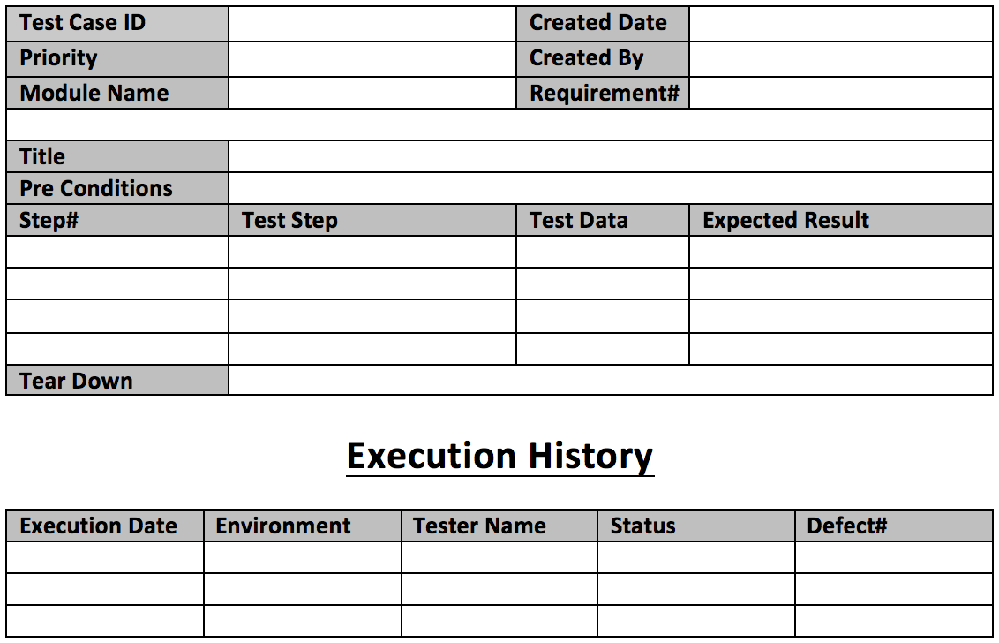 Test Case ID Created Date
Priority Created By
Module Name Requirement#
Title
Pre Conditions
Step# Test Step Test Data Expected Result
Tear Down
Execution History
Execution Date Environment Tester Name Status Defect#